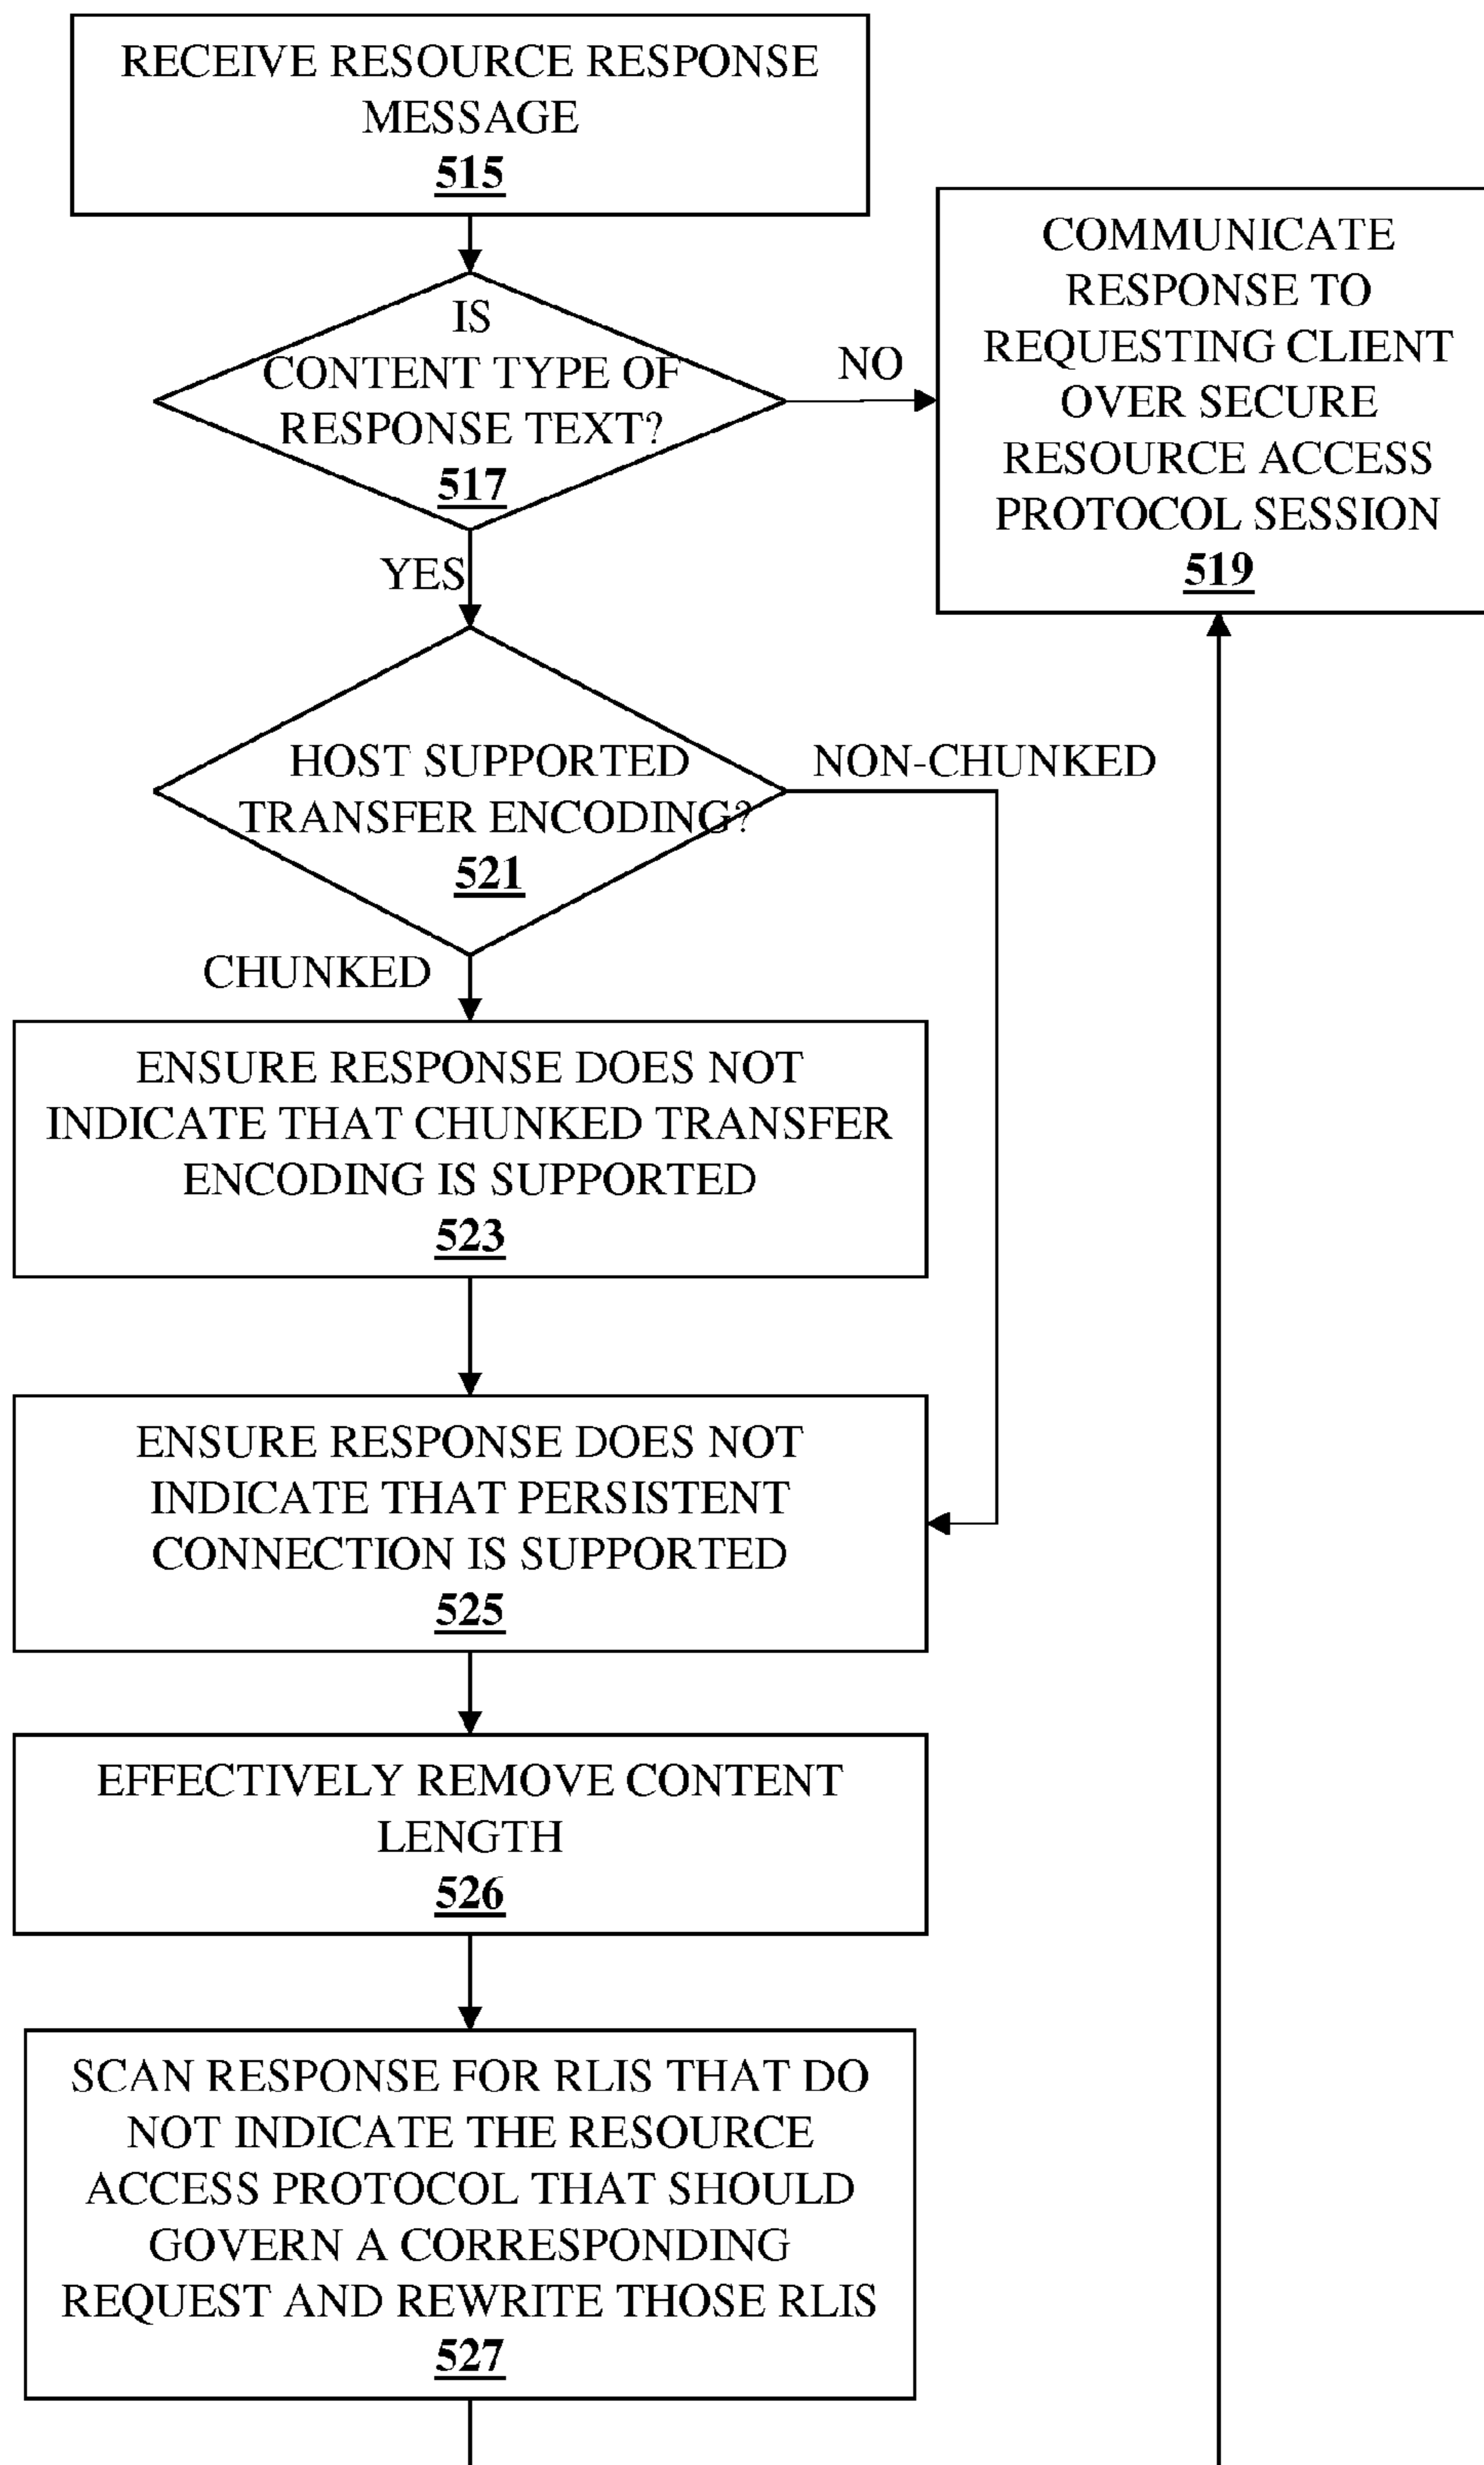 RECEIVE RESOURCE RESPONSE
MESSAGE
515
IS
CONTENT TYPE OF
RESPONSE TEXT?
517
NO
COMMUNICATE
RESPONSE TO
REQUESTING CLIENT
OVER SECURE
RESOURCE ACCESS
PROTOCOL SESSION
519
YES
HOST SUPPORTED
TRANSFER ENCODING?
521
NON-CHUNKED
CHUNKED
ENSURE RESPONSE DOES NOT
INDICATE THAT CHUNKED TRANSFER
ENCODING IS SUPPORTED
523
ENSURE RESPONSE DOES NOT
INDICATE THAT PERSISTENT
CONNECTION IS SUPPORTED
525
EFFECTIVELY REMOVE CONTENT
LENGTH
526
SCAN RESPONSE FOR RLIS THAT DO
NOT INDICATE THE RESOURCE
ACCESS PROTOCOL THAT SHOULD
GOVERN A CORRESPONDING
REQUEST AND REWRITE THOSE RLIS
527